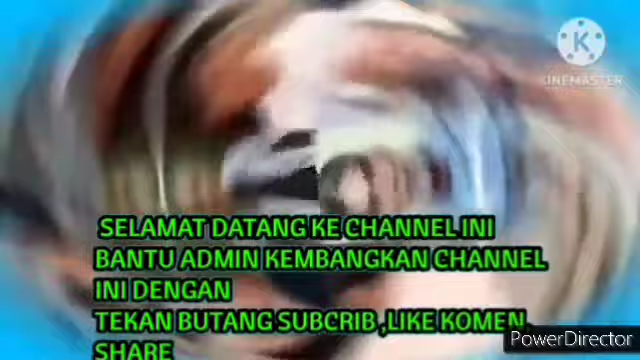 KINEMASTER
SELAMAT DATANG KE CHANNEL INI
BANTU ADMIN KEMBANGKAN CHANNEL
INI DENGAN
TEKAN BUTANG SUBCRIB ,LIKE KOMEN
SHARE
PowerDirector